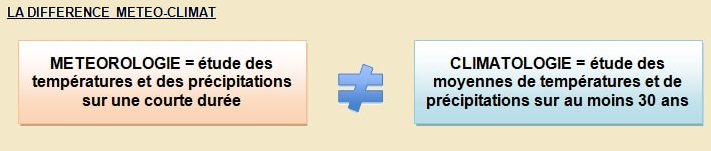 LA DIFFERENCE METEO-CLIMAT
METEOROLOGIE = étude des
températures et des précipitations
sur une courte durée
≠
CLIMATOLOGIE = étude des
moyennes de températures et de
précipitations sur au moins 30 ans